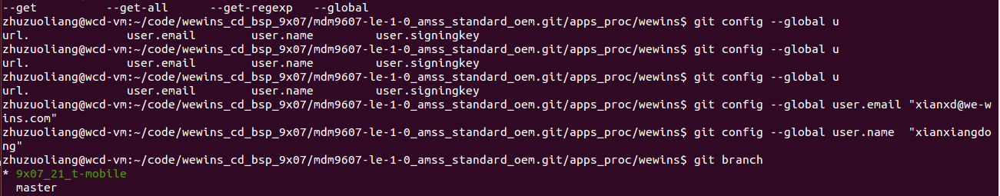 --get          --get-all      --get-regexp   --global
zhuzuoliang@wcd-vm:~/code/wewins_cd_bsp_9x07/mdm9607-le-1-0_amss_standard_oem.git/apps_proc/wewins$ git config --global u
url.              user.email        user.name         user.signingkey
zhuzuoliang@wcd-vm:~/code/wewins_cd_bsp_9x07/mdm9607-le-1-0_amss_standard_oem.git/apps_proc/wewins$ git config --global u
url.              user.email        user.name         user.signingkey
zhuzuoliang@wcd-vm:~/code/wewins_cd_bsp_9x07/mdm9607-le-1-0_amss_standard_oem.git/apps_proc/wewins$ git config --global u
url.              user.email        user.name         user.signingkey
zhuzuoliang@wcd-vm:~/code/wewins_cd_bsp_9x07/mdm9607-le-1-0_amss_standard_oem.git/apps_proc/wewins$ git config --global user.email "xianxd@we-w
ins.com"
zhuzuoliang@wcd-vm:~/code/wewins_cd_bsp_9x07/mdm9607-le-1-0_amss_standard_oem.git/apps_proc/wewins$ git config --global user.name  "xianxiangdo
ng"
zhuzuoliang@wcd-vm:~/code/wewins_cd_bsp_9x07/mdm9607-le-1-0_amss_standard_oem.git/apps_proc/wewins$ git branch
* 9x07_21_t-mobile
  master